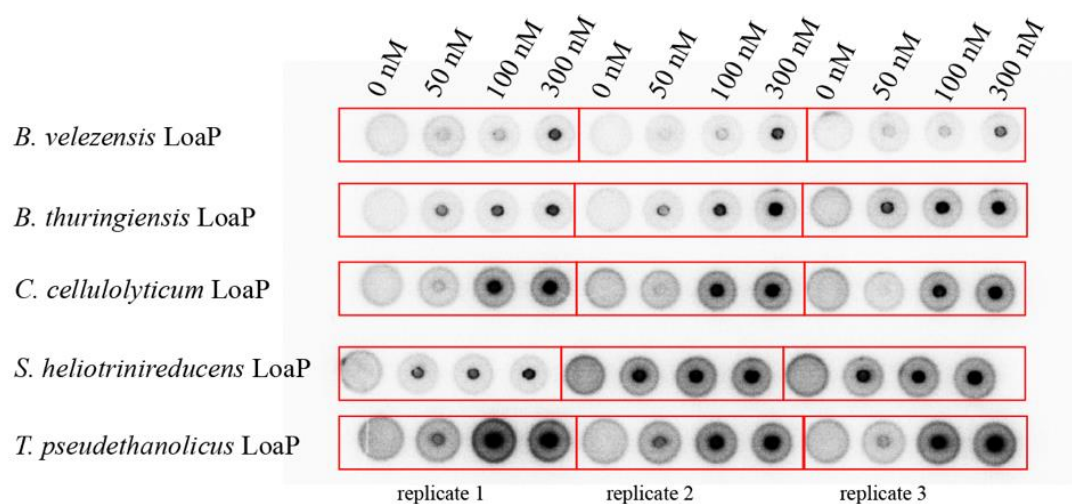 0 nM 50 nM 100 nM 300 nM 0 nM 50 nM 100 nM 300 nM 0 nM 50 nM 100 nM 300 nM
B. velezensis LoaP
B. thuringiensis LoaP
C. cellulolyticum LoaP
S. heliotrinireducens LoaP
T. pseudethanolicus LoaP
replicate 1 replicate 2 replicate 3